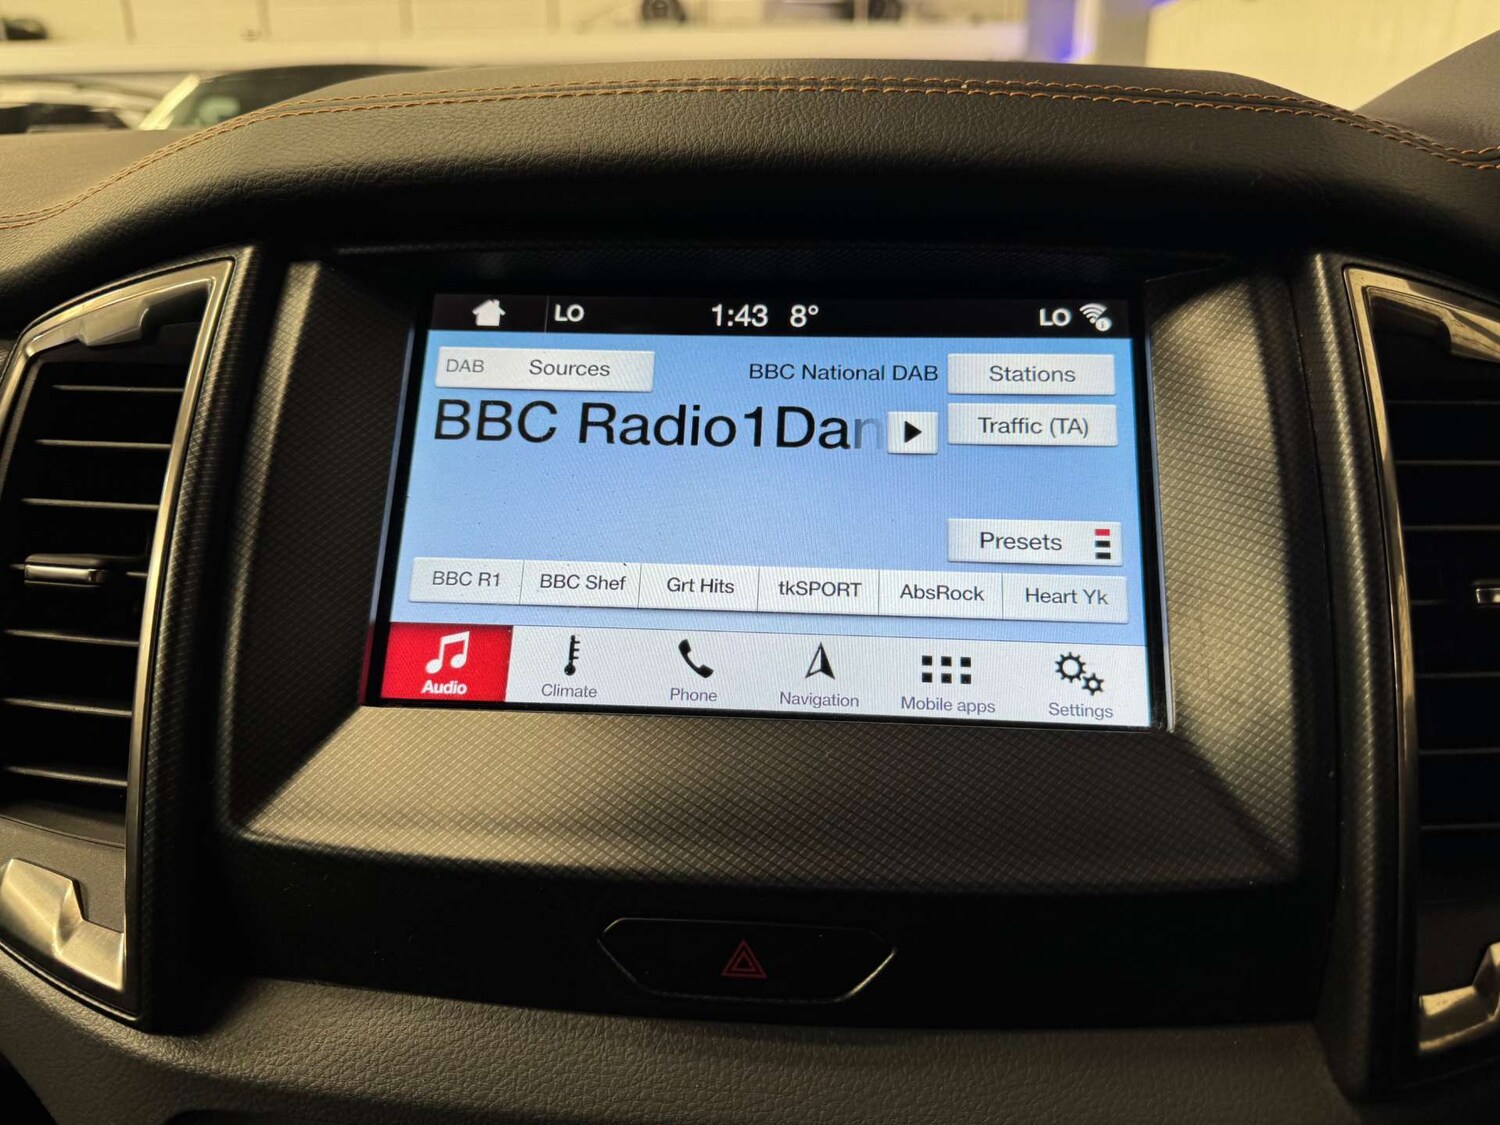 LO 1:43 8° LO
DAB Sources BBC National DAB Stations
BBC Radio1Dan Traffic (TA)
Presets
BBC R1 BBC Shef Grt Hits tkSPORT AbsRock Heart Yk
Audio Climate Phone Navigation Mobile apps Settings